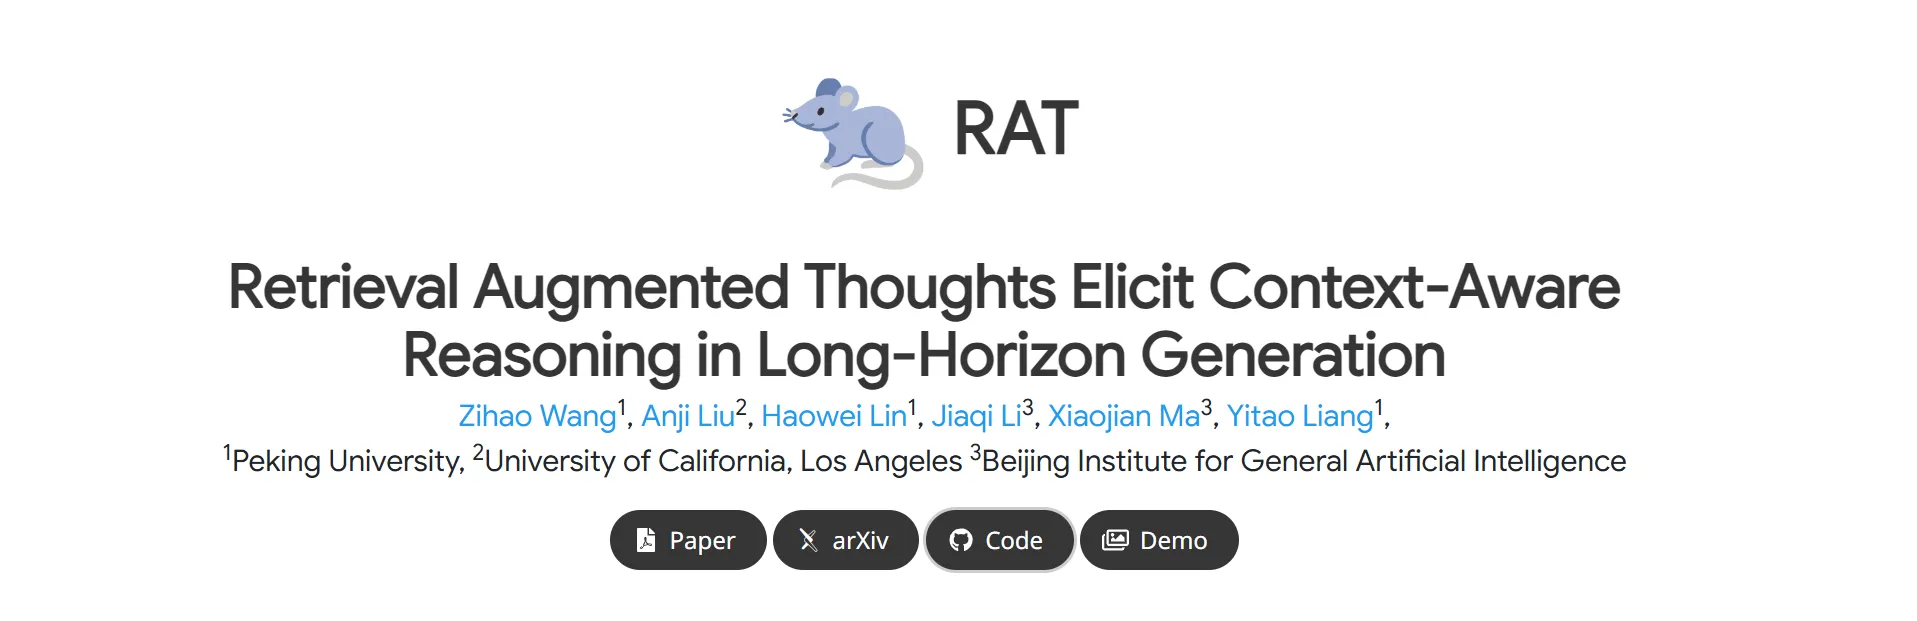 RAT
Retrieval Augmented Thoughts Elicit Context-Aware
Reasoning in Long-Horizon Generation
Zihao Wang¹, Anji Liu², Haowei Lin¹, Jiaqi Li³, Xiaojian Ma³, Yitao Liang¹,
¹Peking University, ²University of California, Los Angeles ³Beijing Institute for General Artificial Intelligence
Paper arXiv Code Demo